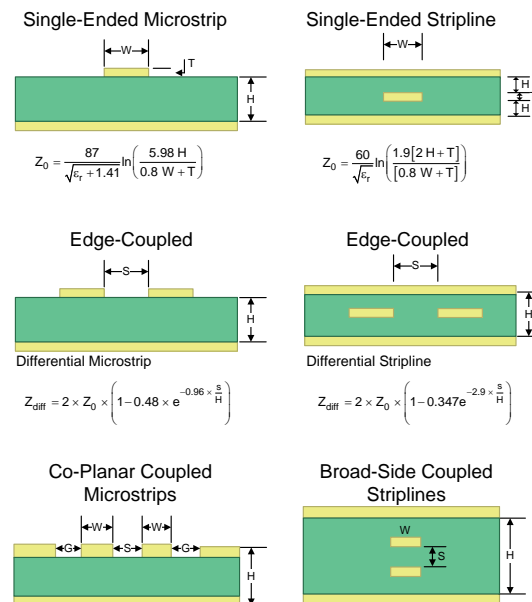 Single-Ended Microstrip
W
T
H
Z0 = 87 / √(εr + 1.41) ln(5.98 H / (0.8 W + T))
Single-Ended Stripline
W
H
T
H
Z0 = 60 / √εr ln(1.9[2 H + T] / [0.8 W + T])
Edge-Coupled
S
H
Differential Microstrip
Zdiff = 2 × Z0 × (1 − 0.48 × e^(−0.96 × s/H))
Edge-Coupled
S
H
Differential Stripline
Zdiff = 2 × Z0 × (1 − 0.347e^(−2.9 × s/H))
Co-Planar Coupled
Microstrips
G W S W G
H
Broad-Side Coupled
Striplines
W
S
H